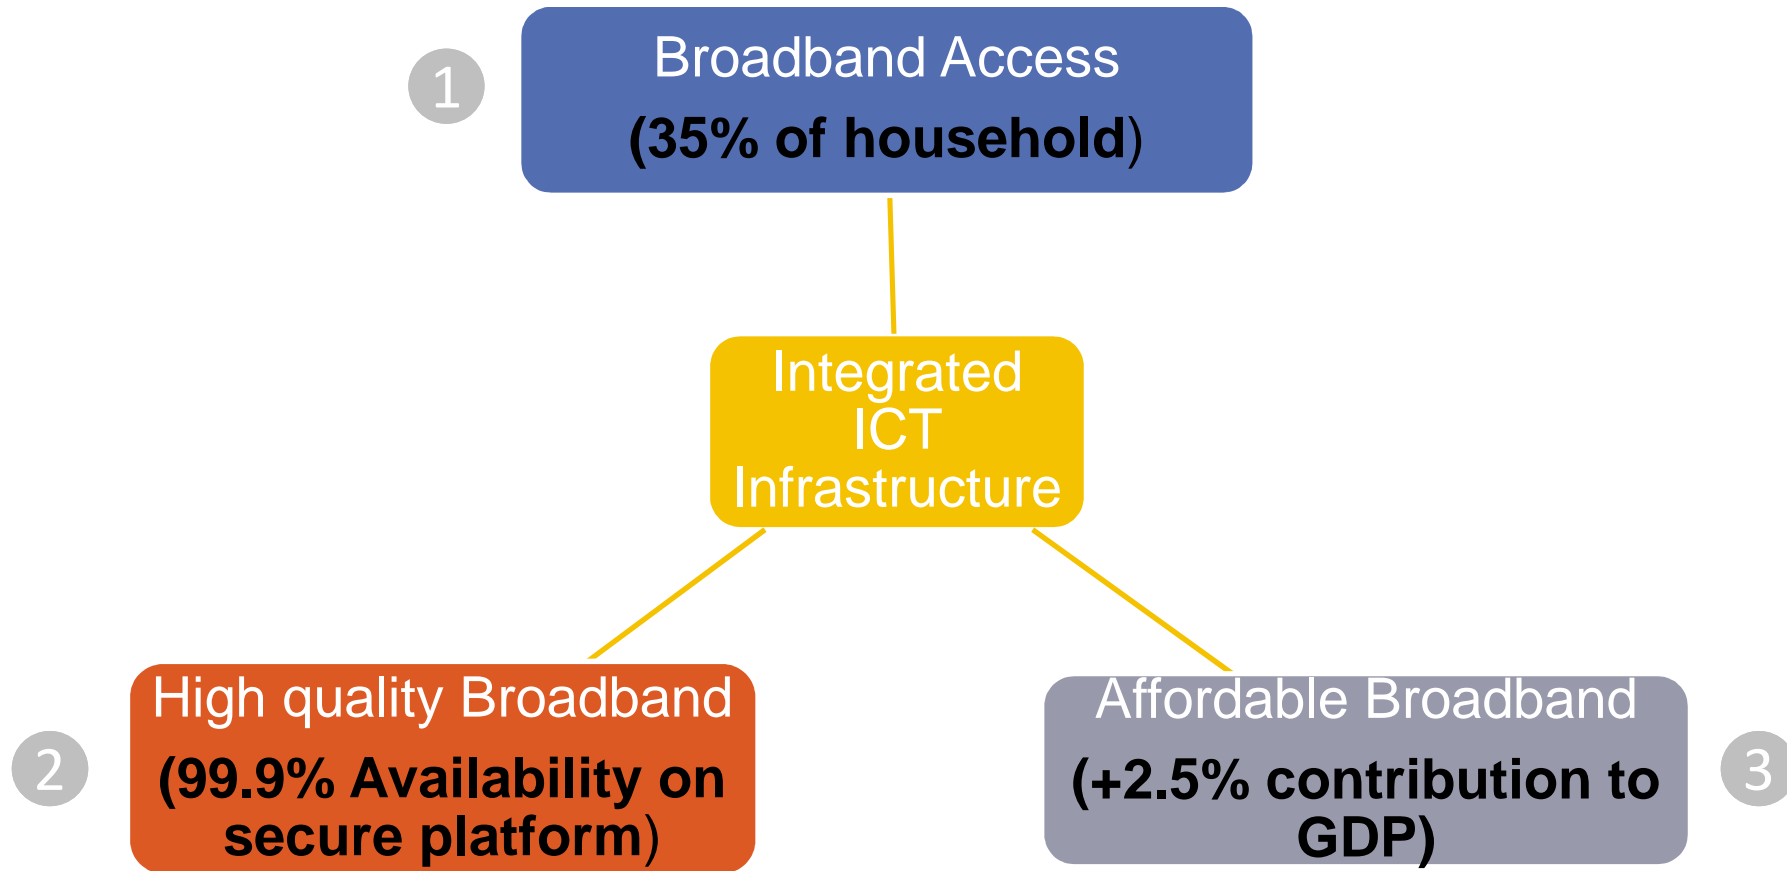 1
Broadband Access
(35% of household)
Integrated
ICT
Infrastructure
2
High quality Broadband
(99.9% Availability on
secure platform)
Affordable Broadband
(+2.5% contribution to
GDP)
3